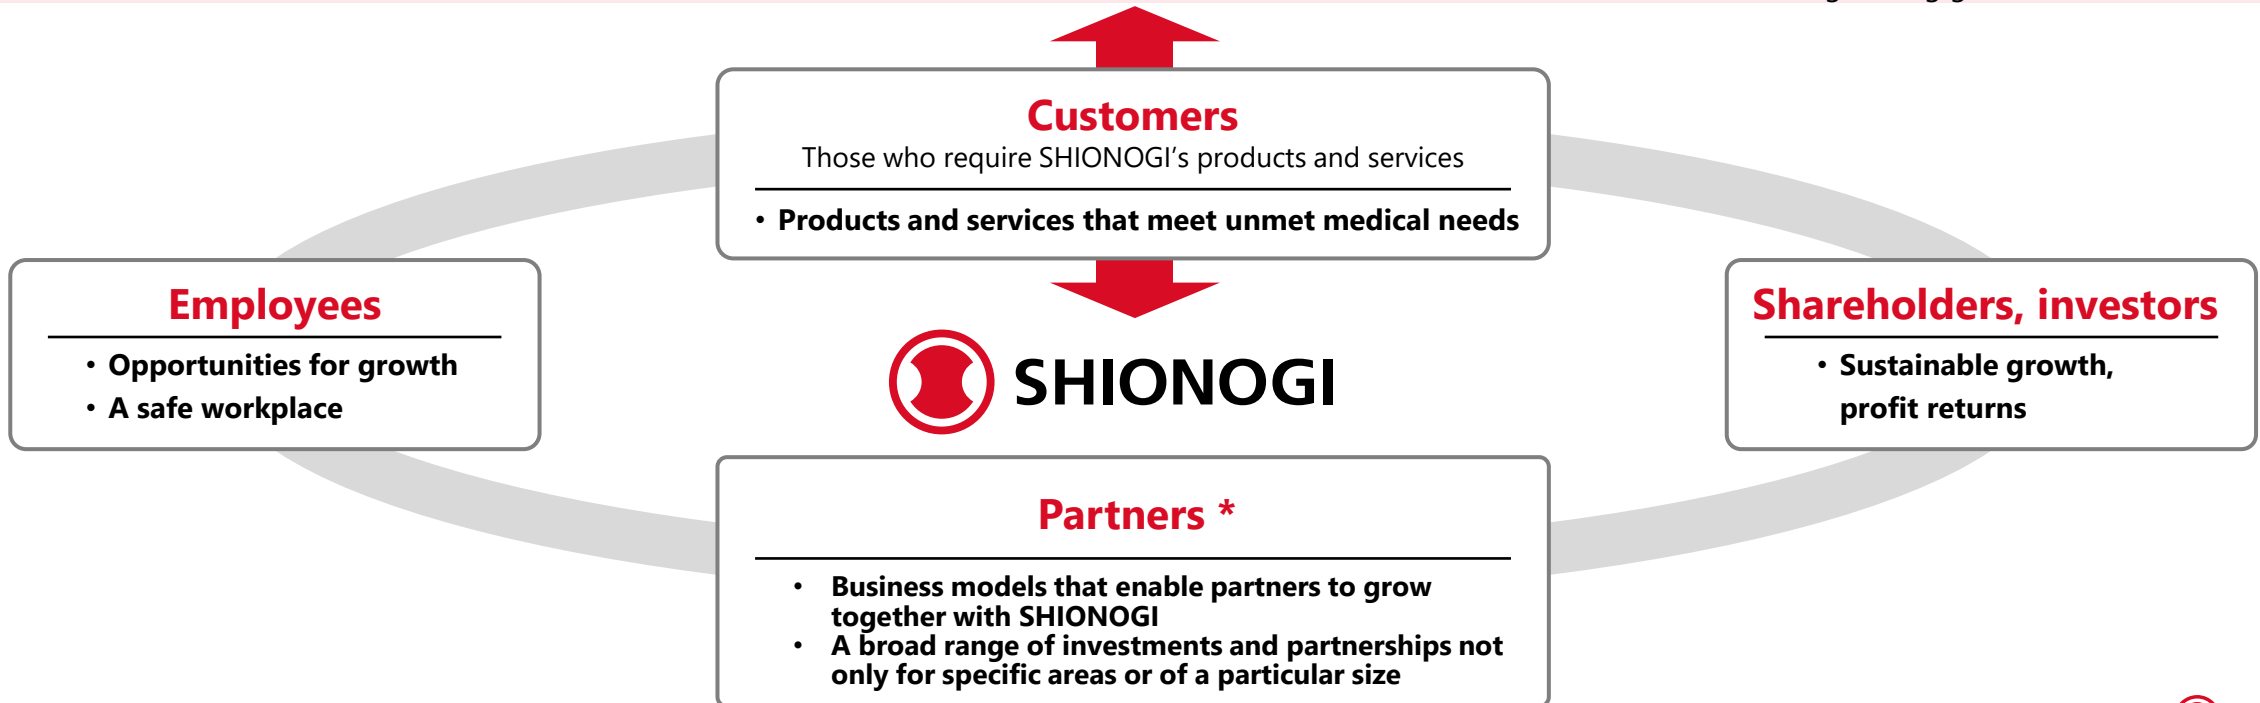 Customers
Those who require SHIONOGI’s products and services
• Products and services that meet unmet medical needs
Employees
• Opportunities for growth
• A safe workplace
SHIONOGI
Shareholders, investors
• Sustainable growth,
profit returns
Partners *
• Business models that enable partners to grow
together with SHIONOGI
• A broad range of investments and partnerships not
only for specific areas or of a particular size